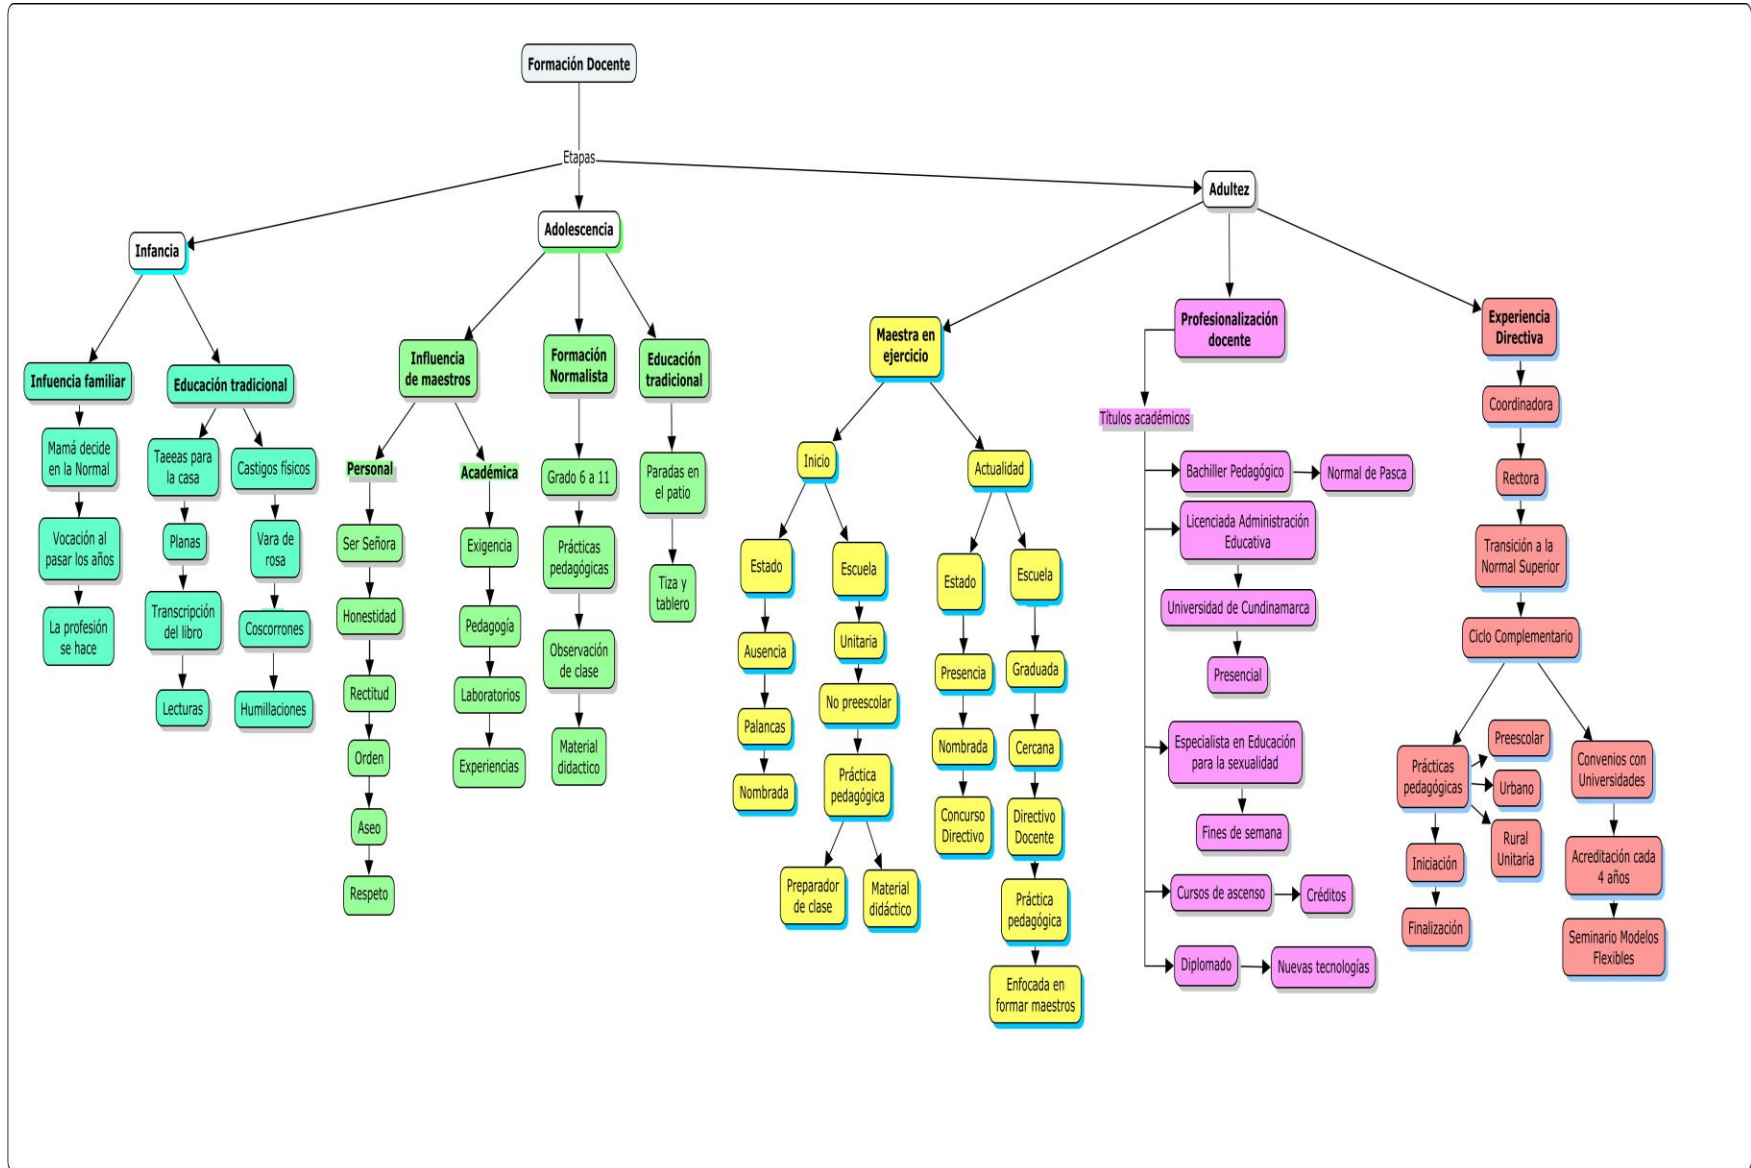 Formación Docente
Etapas
Infancia
Infuencia familiar
Mamá decide
en la Normal
Vocación al
pasar los años
La profesión
se hace
Educación tradicional
Taeeas para
la casa
Planas
Transcripción
del libro
Lecturas
Castigos físicos
Vara de
rosa
Coscorrones
Humillaciones
Adolescencia
Influencia
de maestros
Personal
Ser Señora
Honestidad
Rectitud
Orden
Aseo
Respeto
Académica
Exigencia
Pedagogía
Laboratorios
Experiencias
Formación
Normalista
Grado 6 a 11
Prácticas
pedagógicas
Observación
de clase
Material
didactico
Educación
tradicional
Paradas en
el patio
Tiza y
tablero
Adultez
Maestra en
ejercicio
Inicio
Estado
Ausencia
Palancas
Nombrada
Escuela
Unitaria
No preescolar
Práctica
pedagógica
Preparador
de clase
Material
didáctico
Actualidad
Estado
Presencia
Nombrada
Concurso
Directivo
Escuela
Graduada
Cercana
Directivo
Docente
Práctica
pedagógica
Enfocada en
formar maestros
Profesionalización
docente
Títulos académicos
Bachiller Pedagógico
Normal de Pasca
Licenciada Administración
Educativa
Universidad de Cundinamarca
Presencial
Especialista en Educación
para la sexualidad
Fines de semana
Cursos de ascenso
Créditos
Diplomado
Nuevas tecnologías
Experiencia
Directiva
Coordinadora
Rectora
Transición a la
Normal Superior
Ciclo Complementario
Prácticas
pedagógicas
Preescolar
Urbano
Rural
Unitaria
Iniciación
Finalización
Convenios con
Universidades
Acreditación cada
4 años
Seminario Modelos
Flexibles